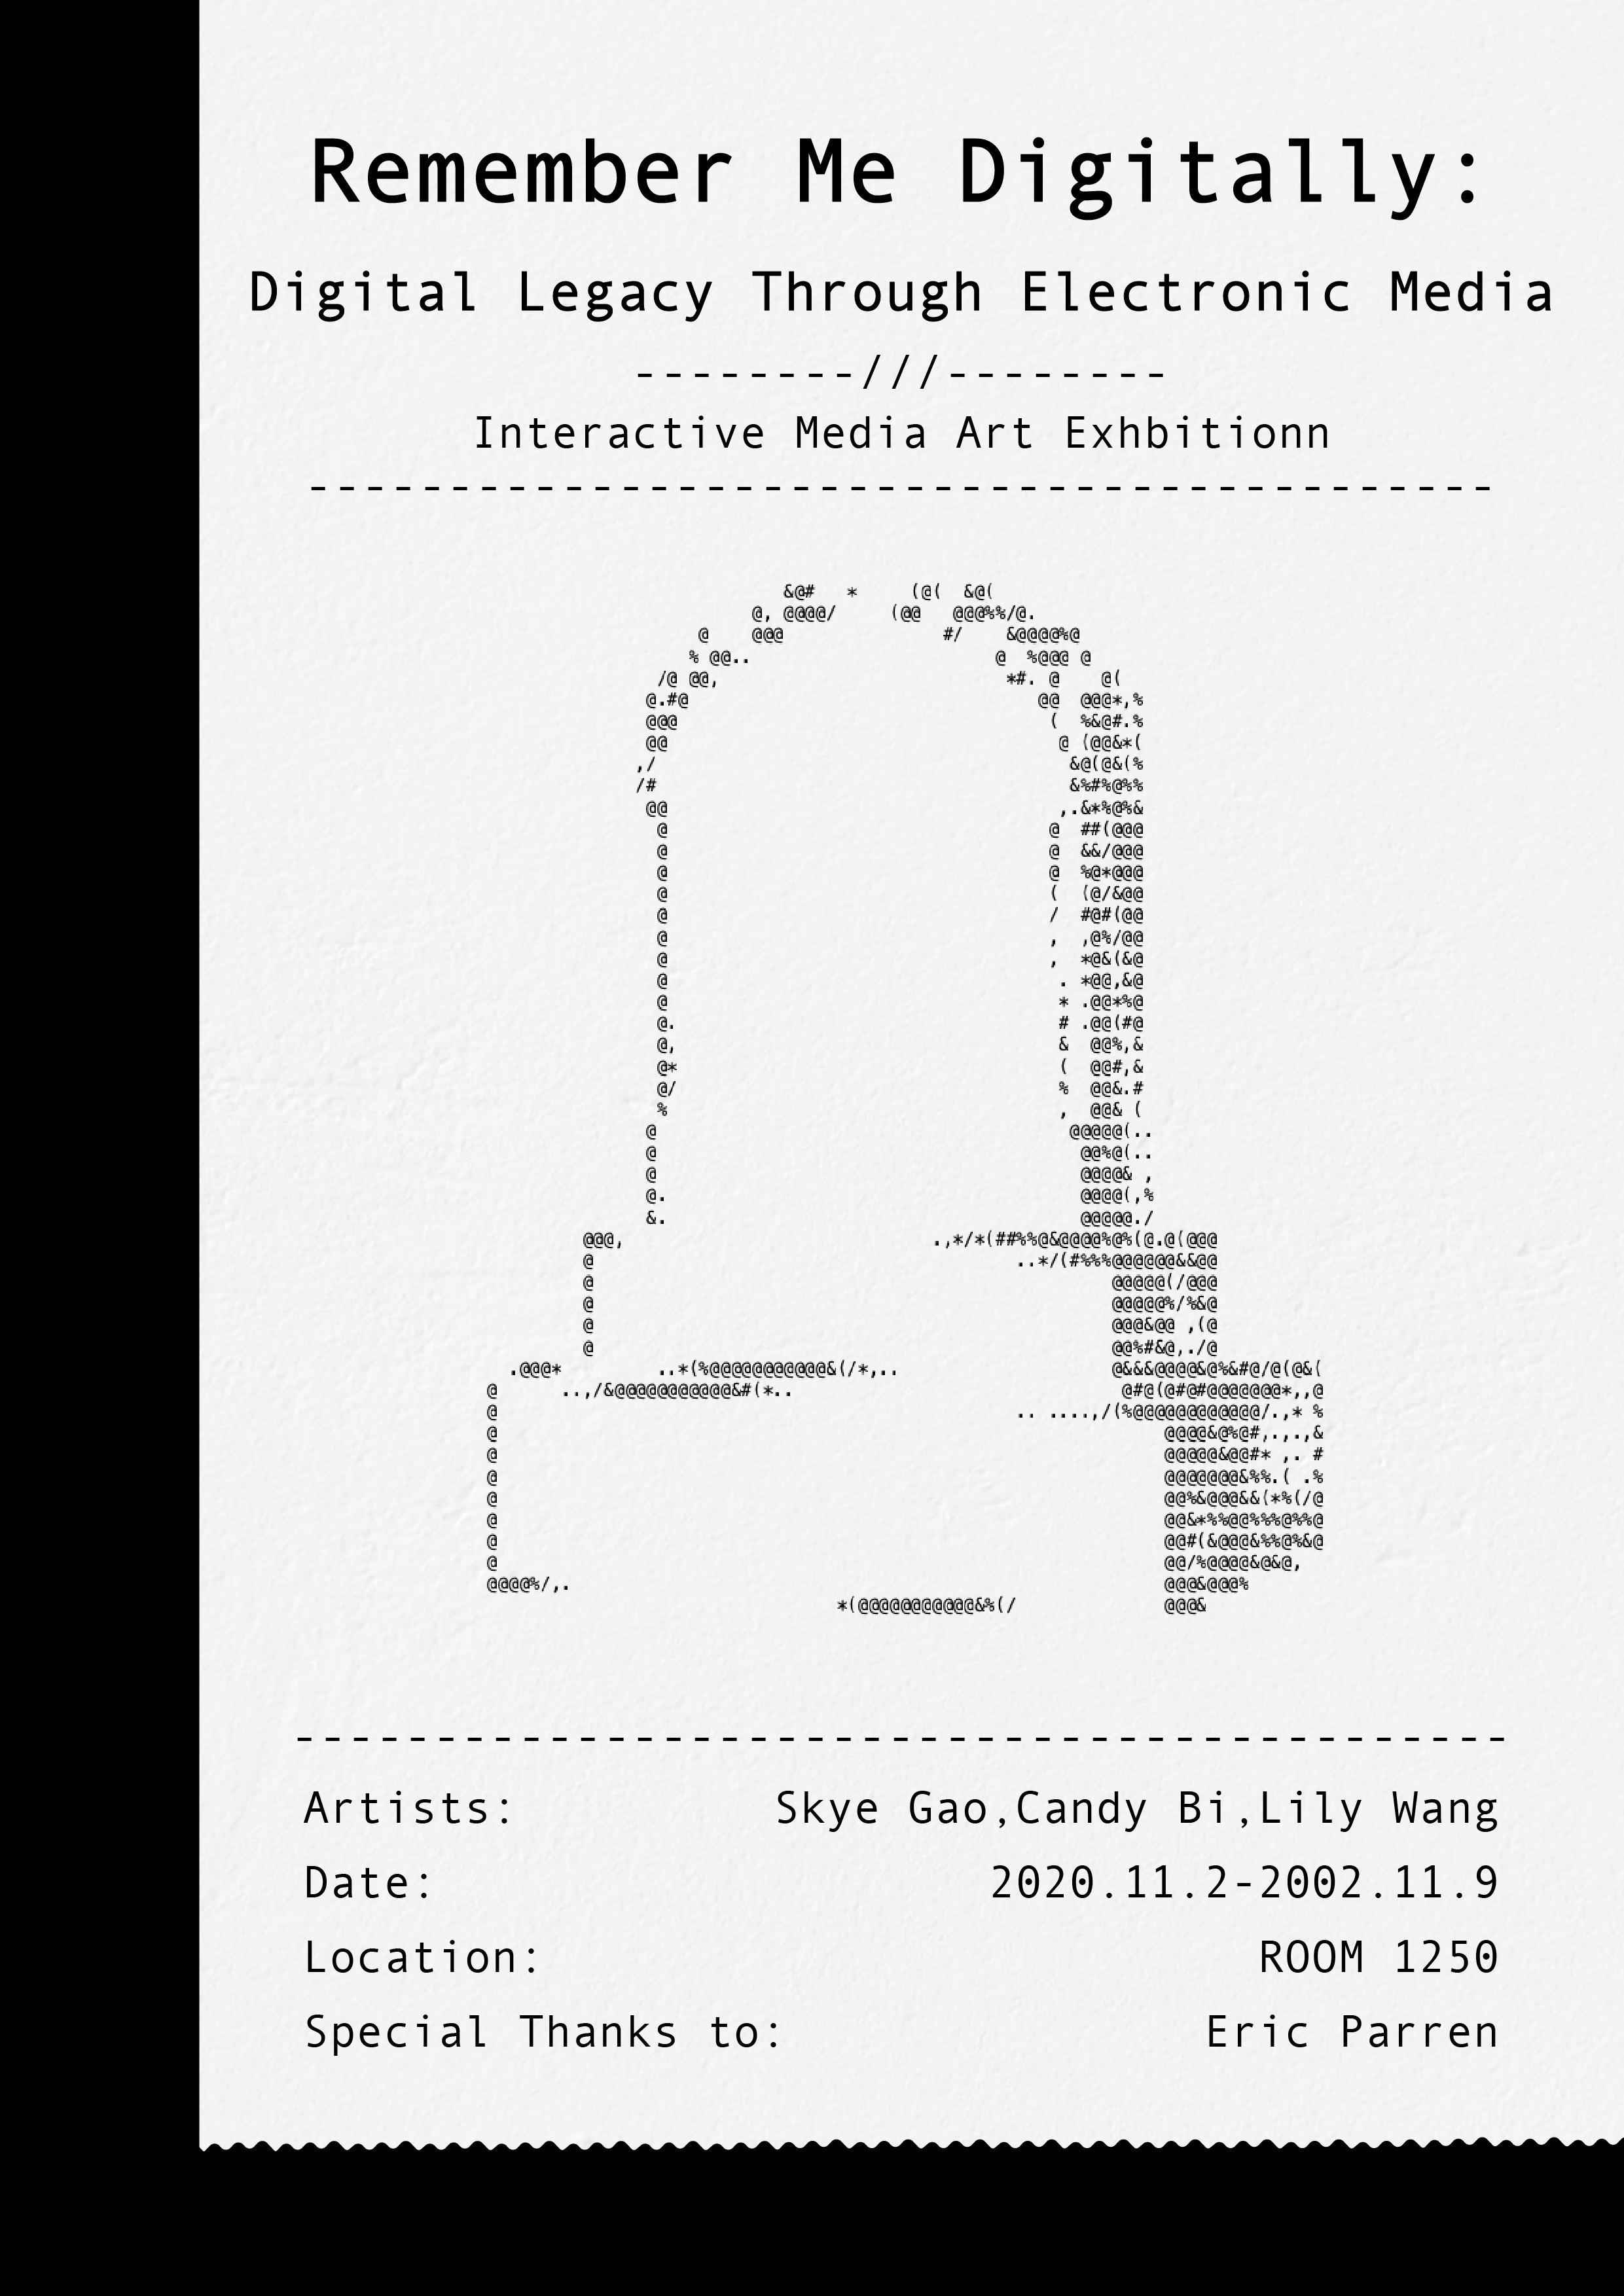 Remember Me Digitally:
Digital Legacy Through Electronic Media
--------///--------
Interactive Media Art Exhbitionn
Artists: Skye Gao,Candy Bi,Lily Wang
Date: 2020.11.2-2002.11.9
Location: ROOM 1250
Special Thanks to: Eric Parren